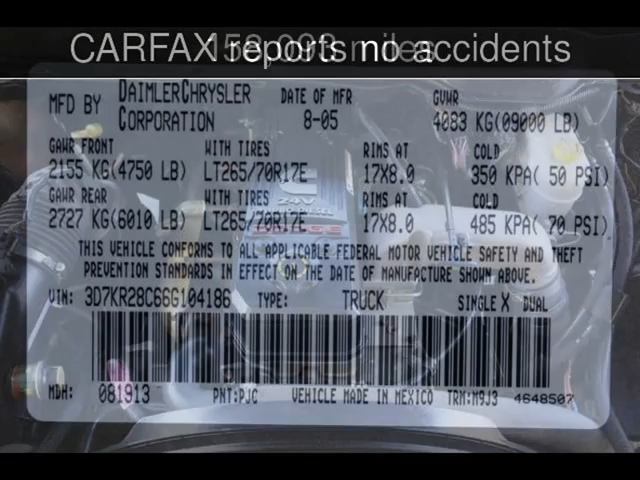 CARFAX reports no accidents
158,093 miles
MFD BY DAIMLERCHRYSLER CORPORATION DATE OF MFR 8-05 GVWR 4083 KG(09000 LB)
GAWR FRONT WITH TIRES RIMS AT COLD
2155 KG(4750 LB) LT265/70R17E 17X8.0 350 KPA( 50 PSI)
GAWR REAR WITH TIRES RIMS AT COLD
2727 KG(6010 LB) LT265/70R17E 17X8.0 485 KPA( 70 PSI)
THIS VEHICLE CONFORMS TO ALL APPLICABLE FEDERAL MOTOR VEHICLE SAFETY AND THEFT
PREVENTION STANDARDS IN EFFECT ON THE DATE OF MANUFACTURE SHOWN ABOVE.
VIN: 3D7KR28C66G104186 TYPE: TRUCK SINGLE X DUAL
MDH: 081913 PNT:PJC VEHICLE MADE IN MEXICO TRM:M9J3 4648507
24V